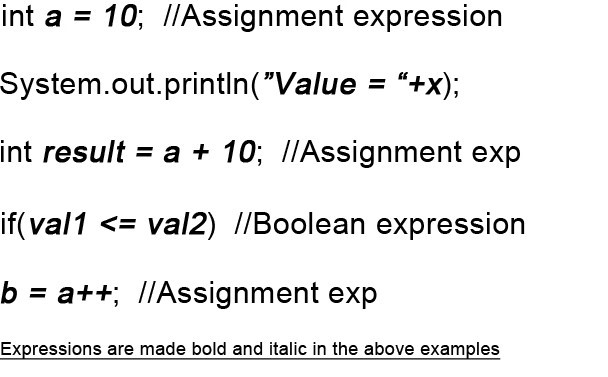 int a = 10;  //Assignment expression
System.out.println(”Value = “+x);
int result = a + 10;  //Assignment exp
if(val1 <= val2)  //Boolean expression
b = a++;  //Assignment exp
Expressions are made bold and italic in the above examples